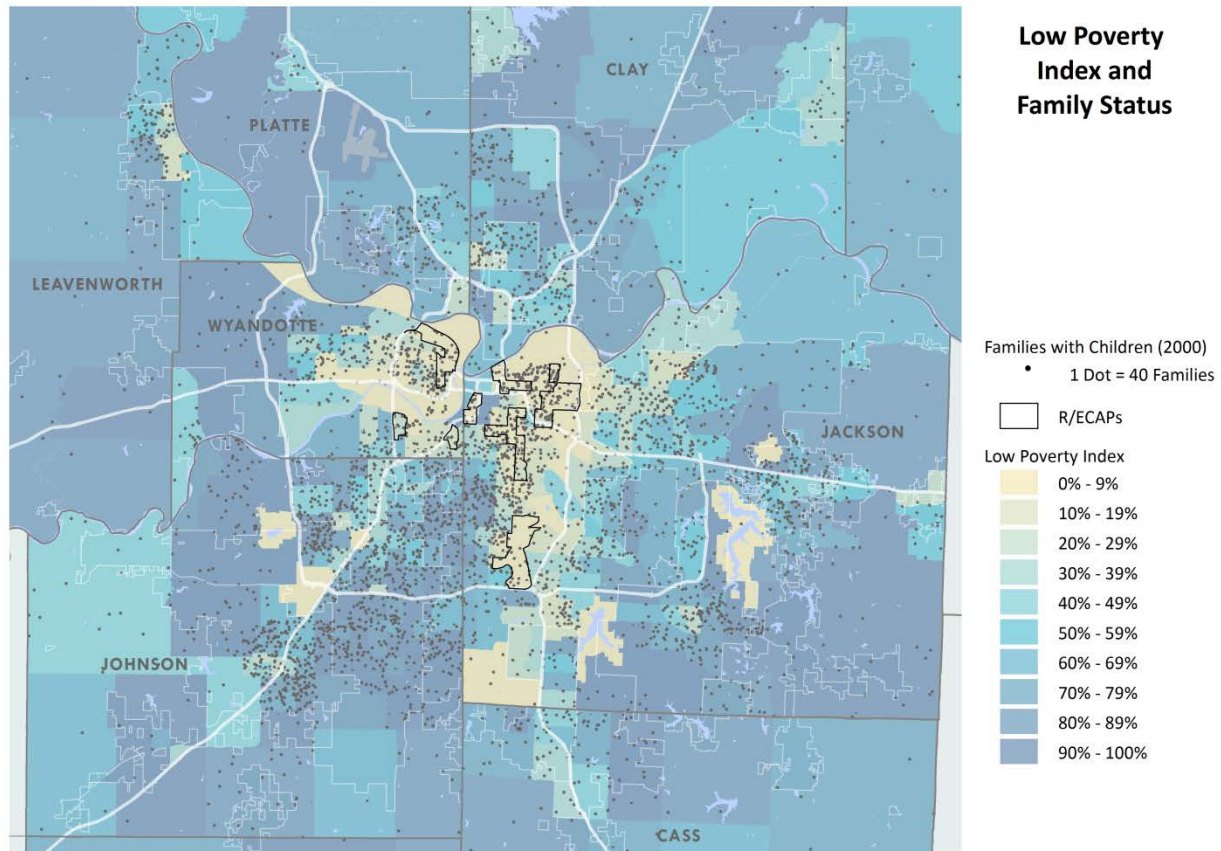 Low Poverty
Index and
Family Status
CLAY
PLATTE
LEAVENWORTH
WYANDOTTE
JACKSON
JOHNSON
CASS
Families with Children (2000)
1 Dot = 40 Families
R/ECAPs
Low Poverty Index
0% - 9%
10% - 19%
20% - 29%
30% - 39%
40% - 49%
50% - 59%
60% - 69%
70% - 79%
80% - 89%
90% - 100%